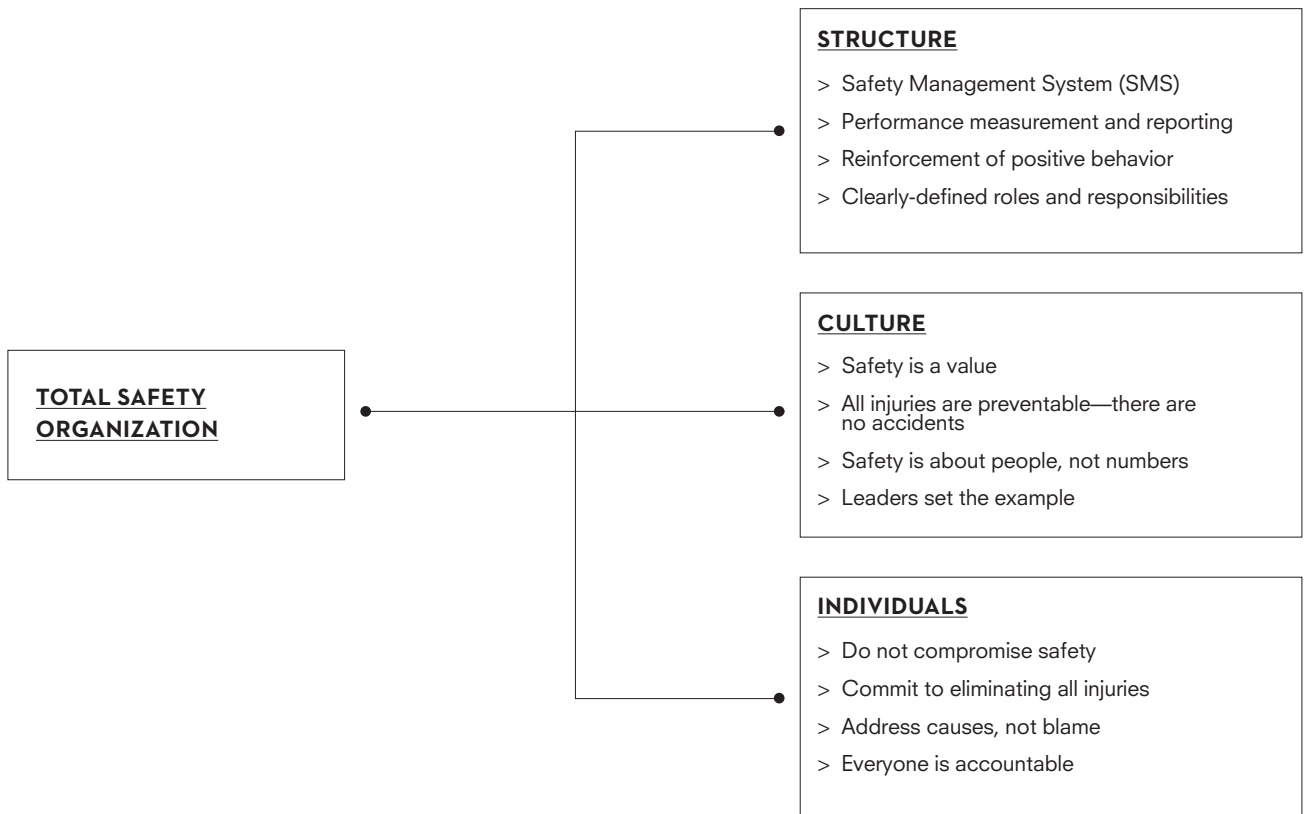 TOTAL SAFETY
ORGANIZATION
STRUCTURE
> Safety Management System (SMS)
> Performance measurement and reporting
> Reinforcement of positive behavior
> Clearly-defined roles and responsibilities
CULTURE
> Safety is a value
> All injuries are preventable—there are
no accidents
> Safety is about people, not numbers
> Leaders set the example
INDIVIDUALS
> Do not compromise safety
> Commit to eliminating all injuries
> Address causes, not blame
> Everyone is accountable